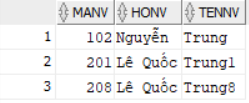 MANV HONV TENNV
1 102 Nguyễn Trung
2 201 Lê Quốc Trung1
3 208 Lê Quốc Trung8